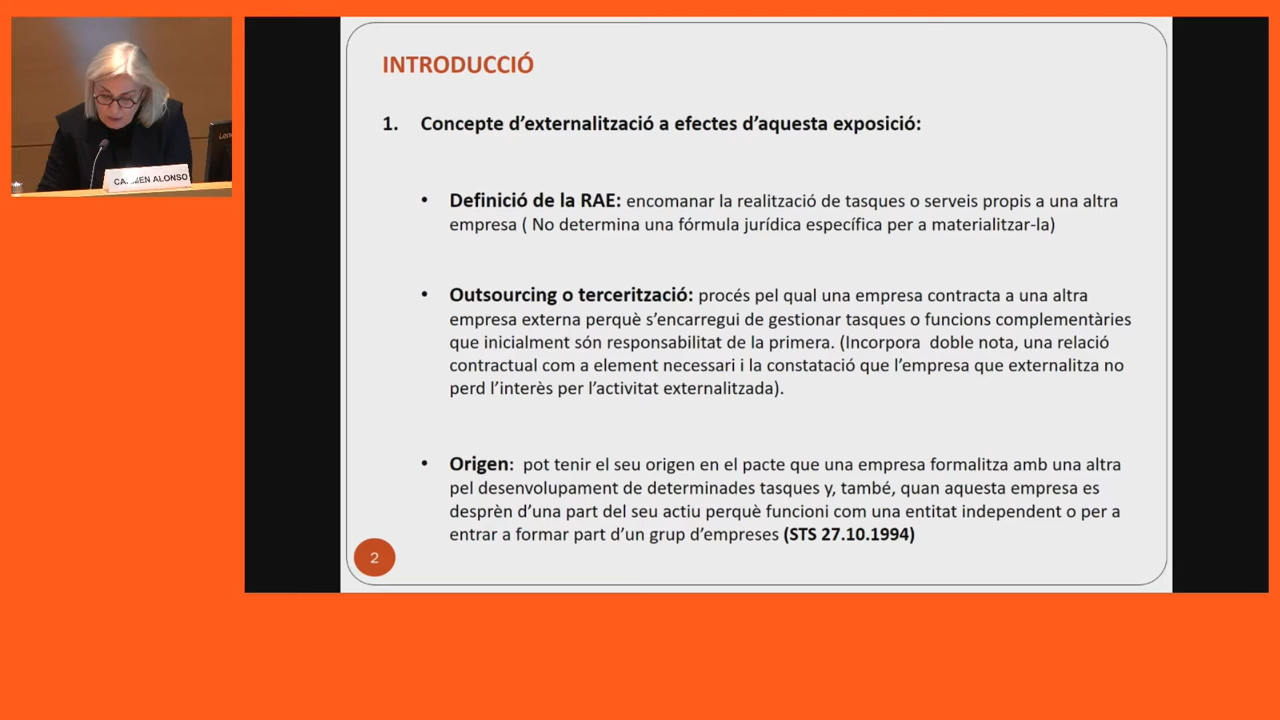 CARMEN ALONSO
INTRODUCCIÓ
1. Concepte d’externalització a efectes d’aquesta exposició:
• Definició de la RAE: encomanar la realització de tasques o serveis propis a una altra
empresa ( No determina una fórmula jurídica específica per a materialitzar-la)
• Outsourcing o terceritzAció: procés pel qual una empresa contracta a una altra
empresa externa perquè s’encarregui de gestionar tasques o funcions complementàries
que inicialment són responsabilitat de la primera. (Incorpora doble nota, una relació
contractual com a element necessari i la constatació que l’empresa que externalitza no
perd l’interès per l’activitat externalitzada).
• Origen: pot tenir el seu origen en el pacte que una empresa formalitza amb una altra
pel desenvolupament de determinades tasques y, també, quan aquesta empresa es
desprèn d’una part del seu actiu perquè funcioni com una entitat independent o per a
entrar a formar part d’un grup d’empreses (STS 27.10.1994)
2